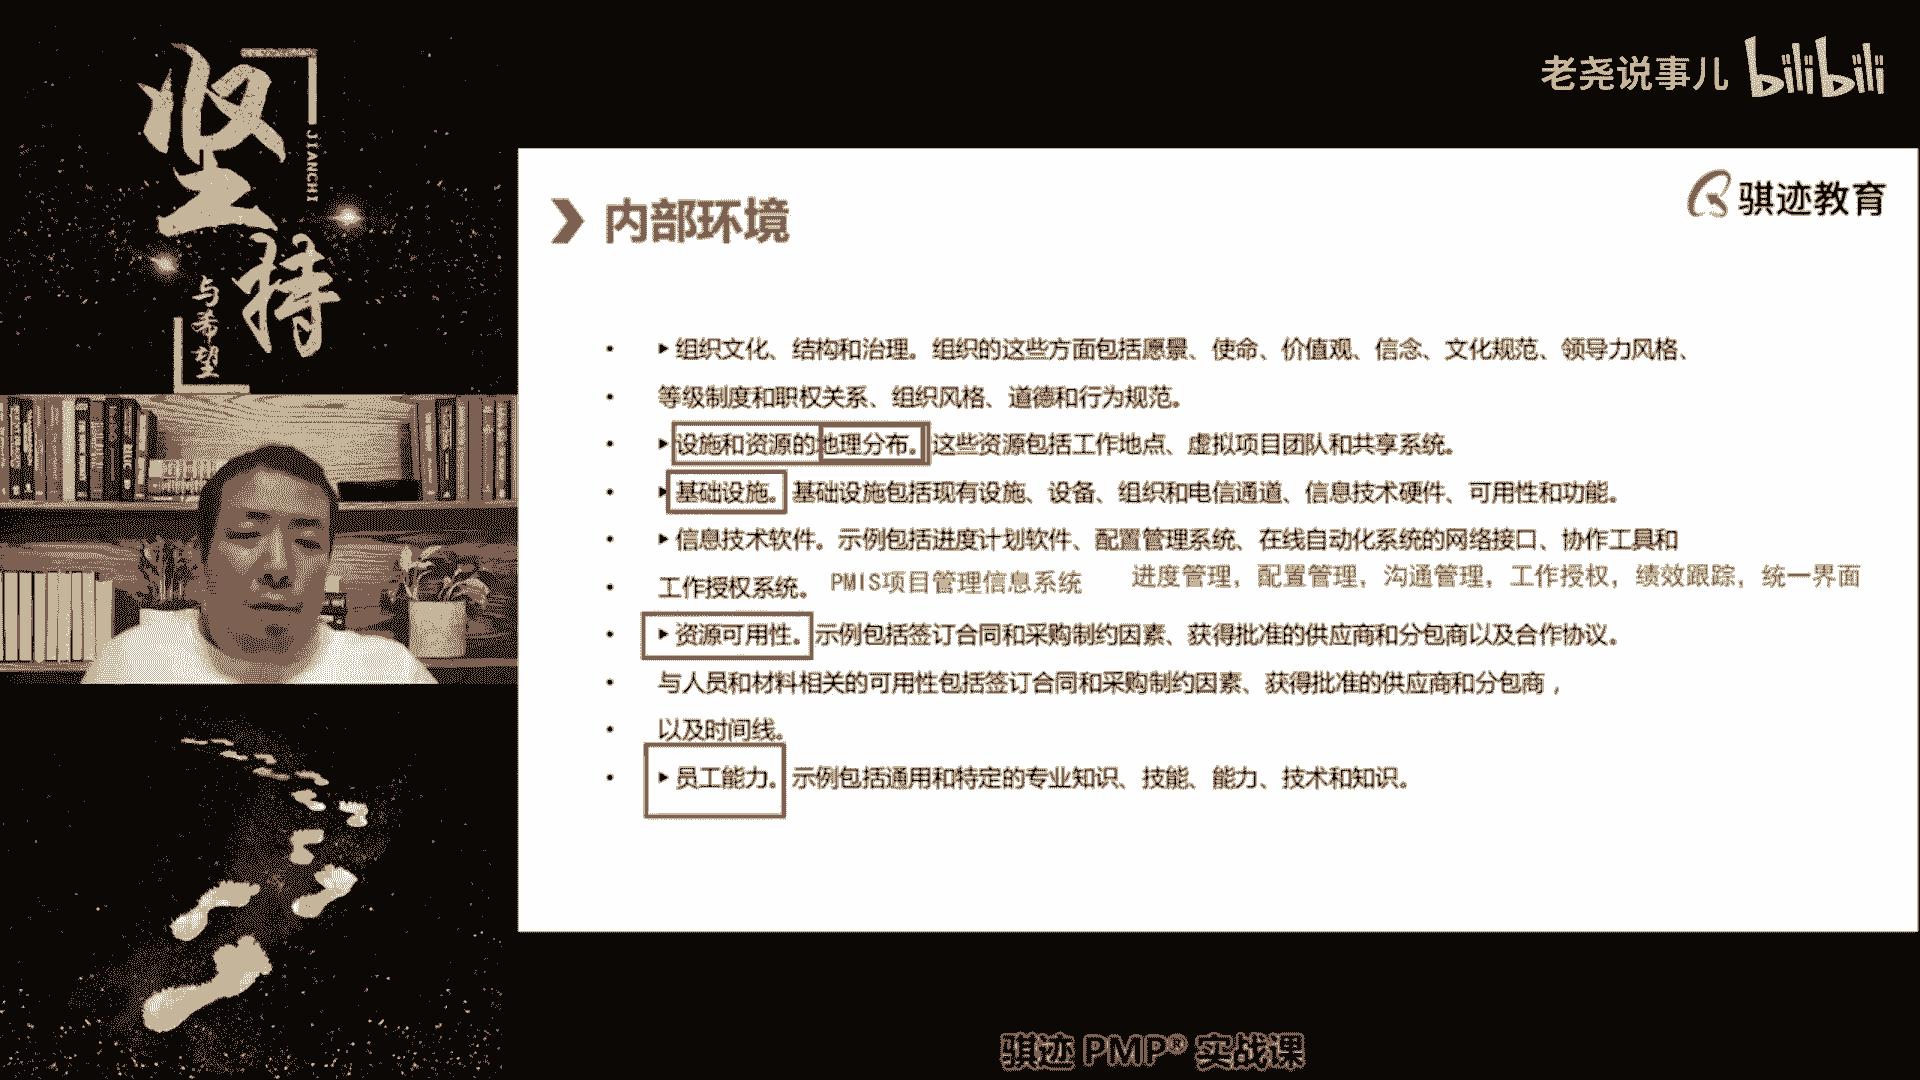 坚持
JIANCHI
与希望
老尧说事儿 bilibili
骐迹教育
内部环境
• ▸组织文化、结构和治理。组织的这些方面包括愿景、使命、价值观、信念、文化规范、领导力风格、
• 等级制度和职权关系、组织风格、道德和行为规范。
• ▸设施和资源的地理分布。这些资源包括工作地点、虚拟项目团队和共享系统。
• ▸基础设施。基础设施包括现有设施、设备、组织和电信通道、信息技术硬件、可用性和功能。
• ▸信息技术软件。示例包括进度计划软件、配置管理系统、在线自动化系统的网络接口、协作工具和
• 工作授权系统。 PMIS项目管理信息系统 进度管理，配置管理，沟通管理，工作授权，绩效跟踪，统一界面
• ▸资源可用性。示例包括签订合同和采购制约因素、获得批准的供应商和分包商以及合作协议。
• 与人员和材料相关的可用性包括签订合同和采购制约因素、获得批准的供应商和分包商，
• 以及时间线。
• ▸员工能力。示例包括通用和特定的专业知识、技能、能力、技术和知识。
骐迹 PMP® 实战课